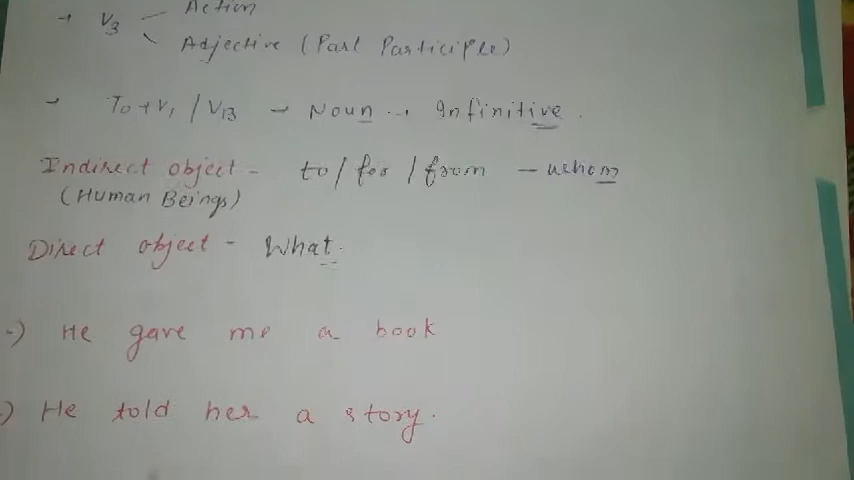 → V3 Action
Adjective (Past Participle)
→ To + V1 / V13 → Noun → Infinitive.
Indirect object - to / for / from - whom
(Human Beings)
Direct object - What.
He gave me a book
He told her a story.